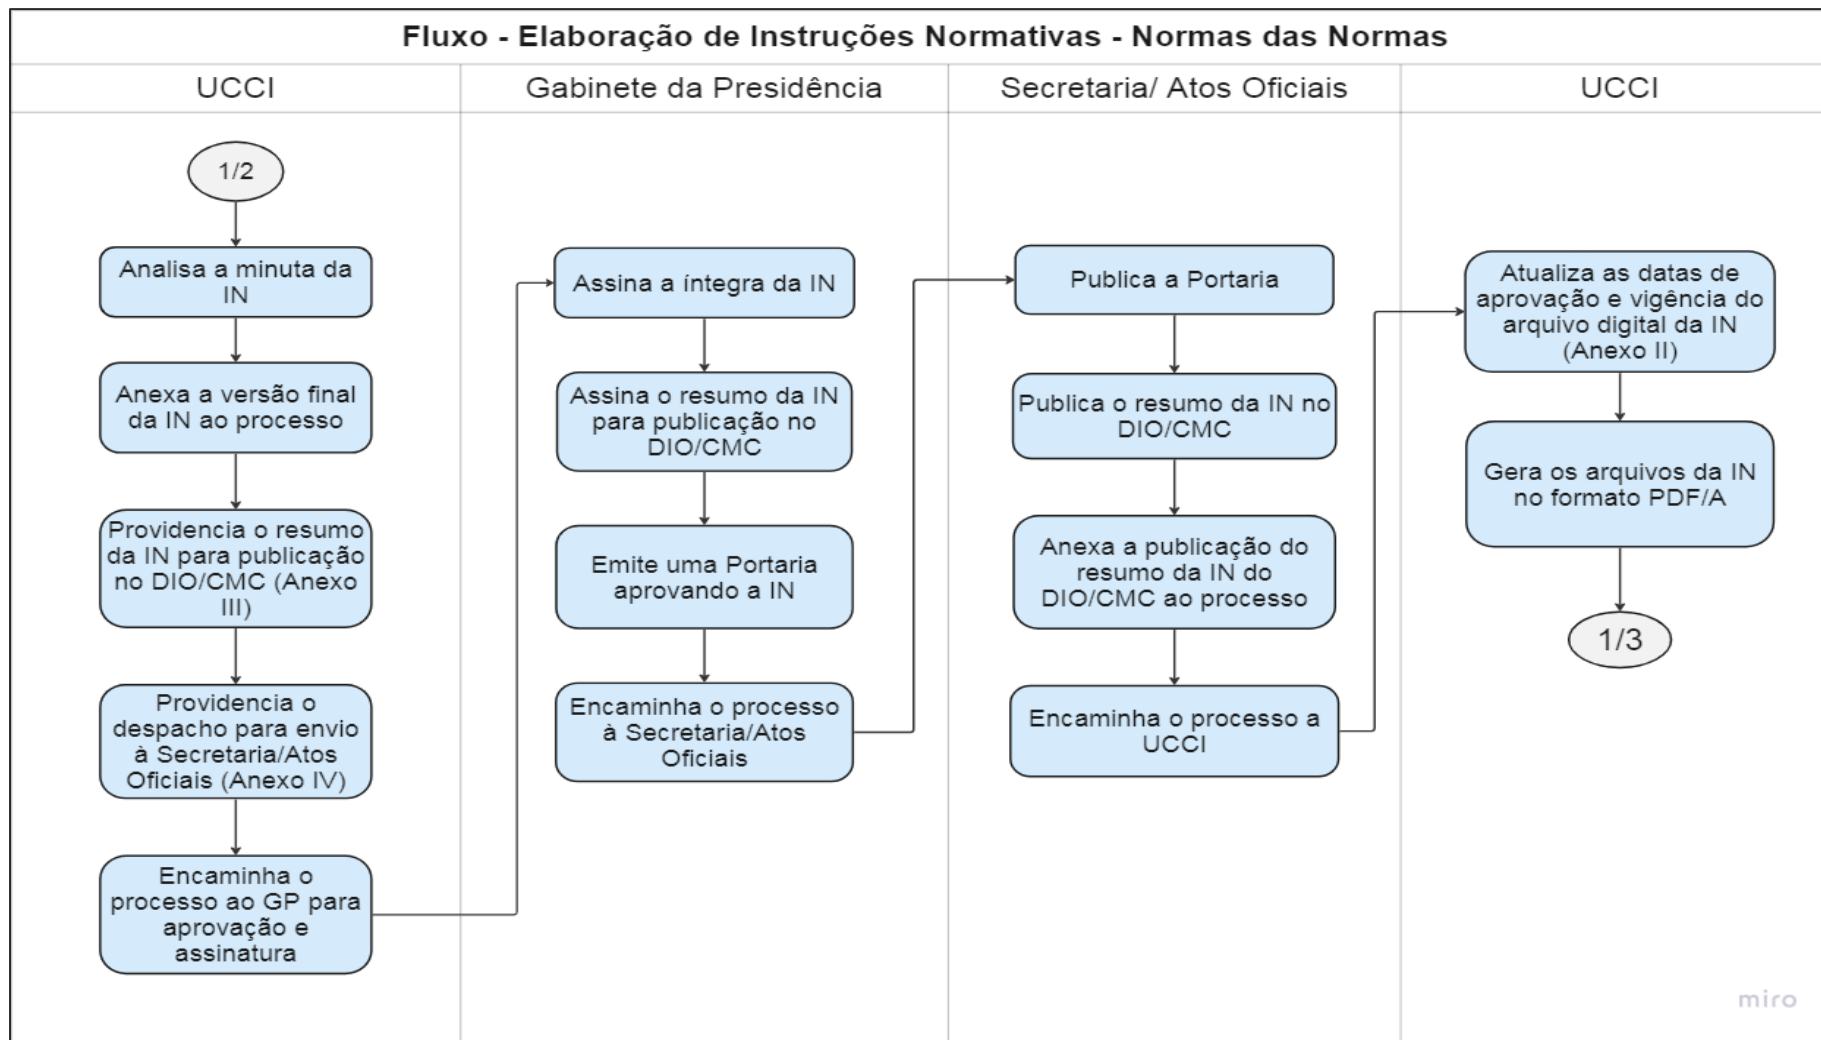 Fluxo - Elaboração de Instruções Normativas - Normas das Normas
UCCI
Gabinete da Presidência
Secretaria/ Atos Oficiais
UCCI
1/2
Analisa a minuta da
IN
Anexa a versão final
da IN ao processo
Providencia o resumo
da IN para publicação
no DIO/CMC (Anexo
III)
Providencia o
despacho para envio
à Secretaria/Atos
Oficiais (Anexo IV)
Encaminha o
processo ao GP para
aprovação e
assinatura
Assina a íntegra da IN
Assina o resumo da IN
para publicação no
DIO/CMC
Emite uma Portaria
aprovando a IN
Encaminha o processo
à Secretaria/Atos
Oficiais
Publica a Portaria
Publica o resumo da IN no
DIO/CMC
Anexa a publicação do
resumo da IN do
DIO/CMC ao processo
Encaminha o processo a
UCCI
Atualiza as datas de
aprovação e vigência do
arquivo digital da IN
(Anexo II)
Gera os arquivos da IN
no formato PDF/A
1/3
miro